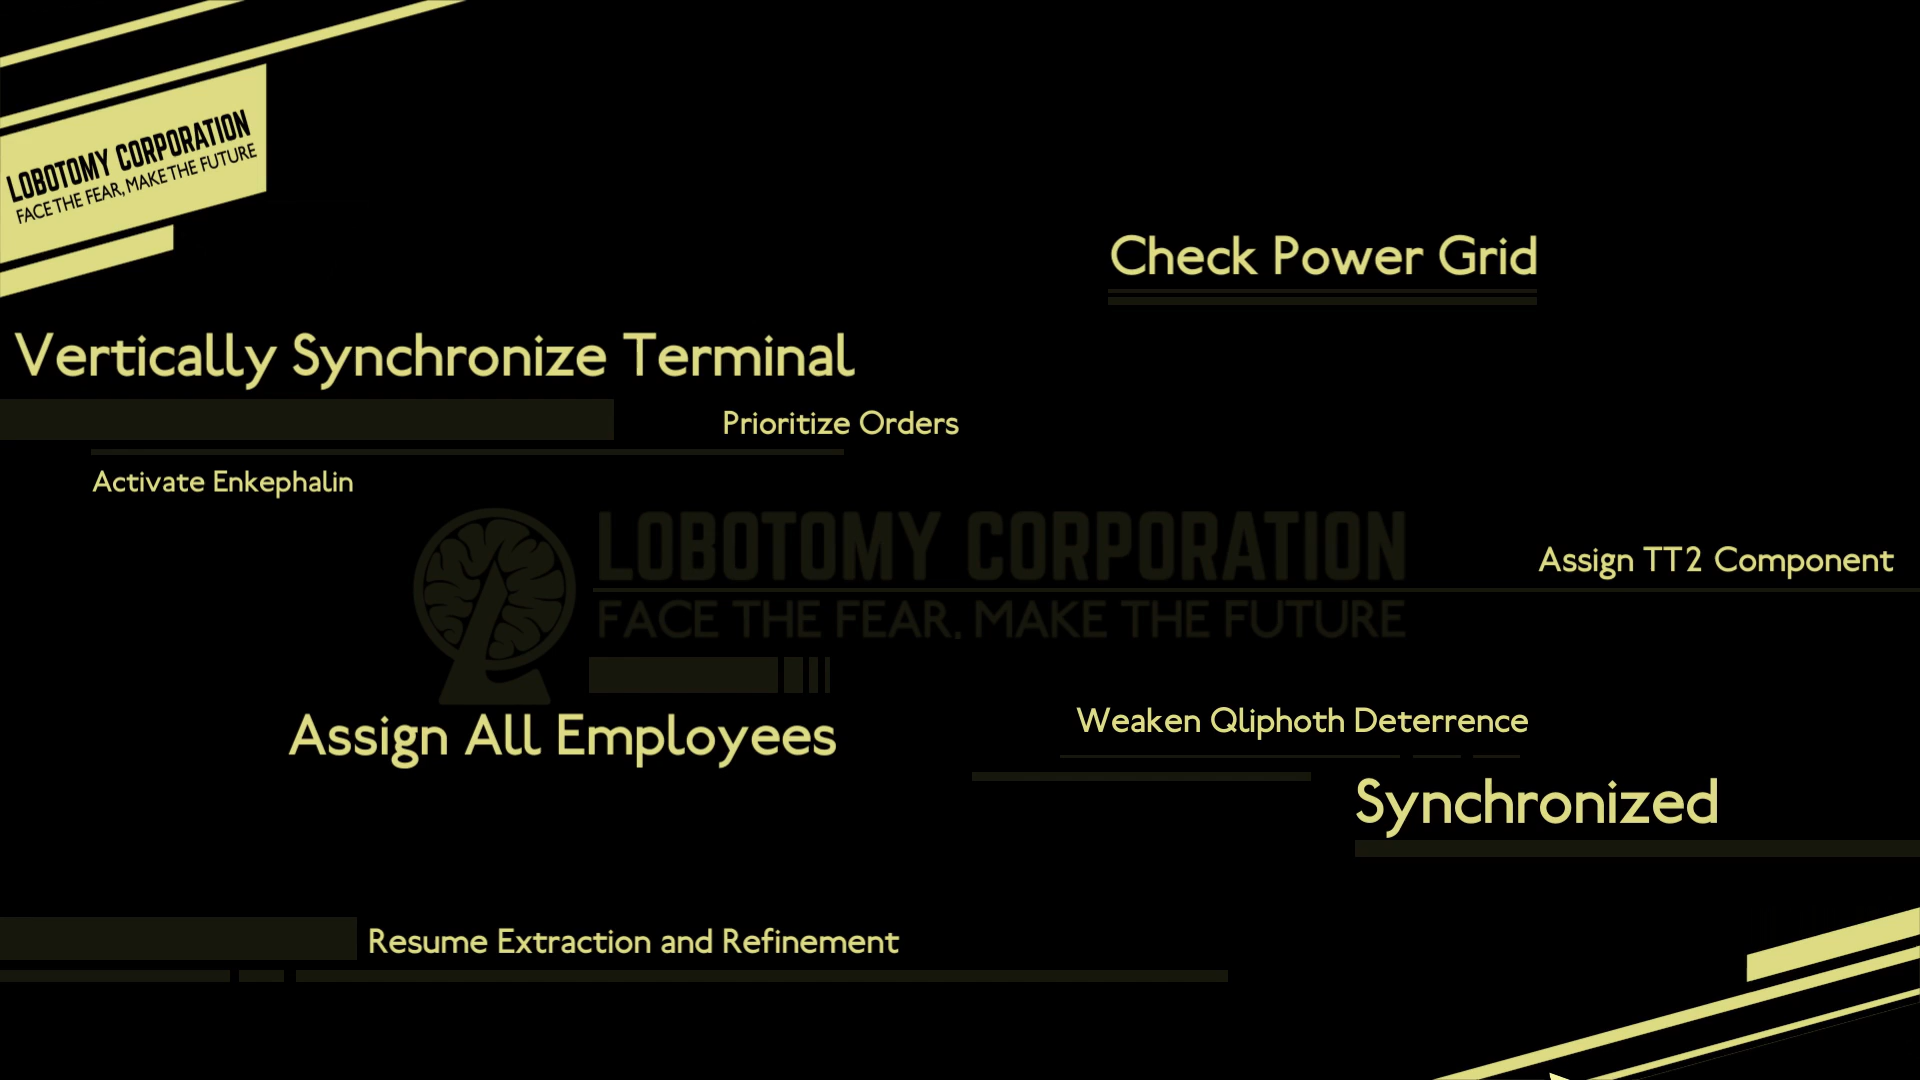 LOBOTOMY CORPORATION
FACE THE FEAR, MAKE THE FUTURE
Check Power Grid
Vertically Synchronize Terminal
Prioritize Orders
Activate Enkephalin
LOBOTOMY CORPORATION
FACE THE FEAR, MAKE THE FUTURE
Assign TT2 Component
Assign All Employees
Weaken Qliphoth Deterrence
Synchronized
Resume Extraction and Refinement